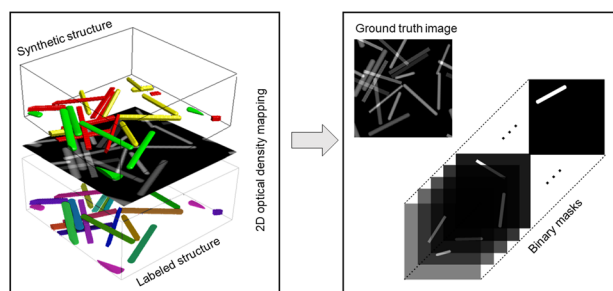 Synthetic structure
2D optical density mapping
Labeled structure
Ground truth image
Binary masks